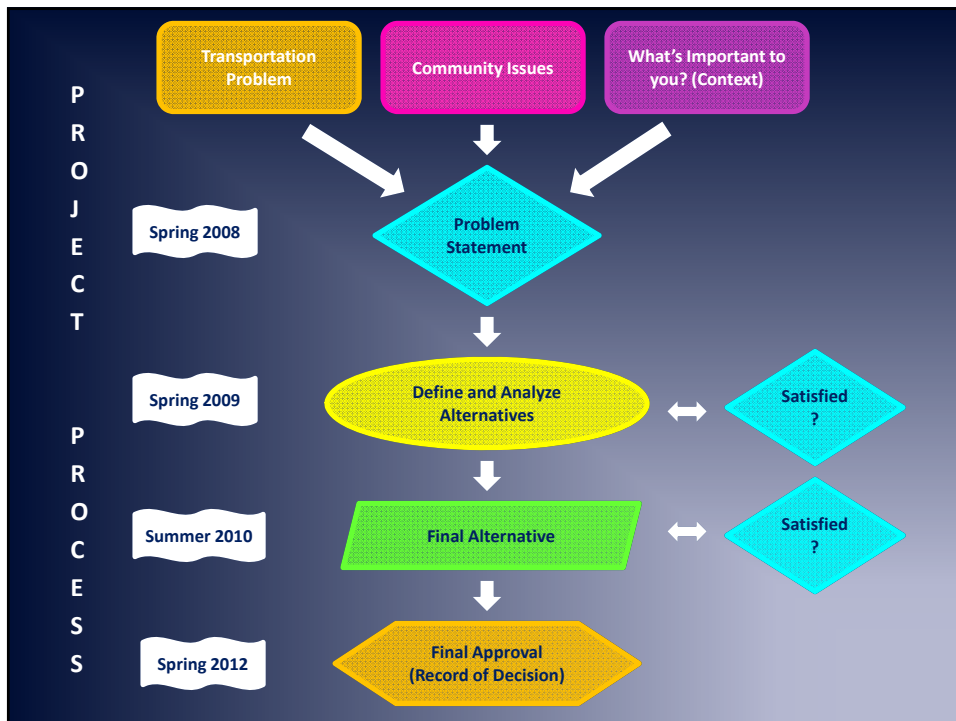 Transportation
Problem
Community Issues
What's Important to
you? (Context)
P
R
O
J
E
C
T
P
R
O
C
E
S
S
Spring 2008
Problem
Statement
Spring 2009
Define and Analyze
Alternatives
Satisfied
?
Summer 2010
Final Alternative
Satisfied
?
Spring 2012
Final Approval
(Record of Decision)